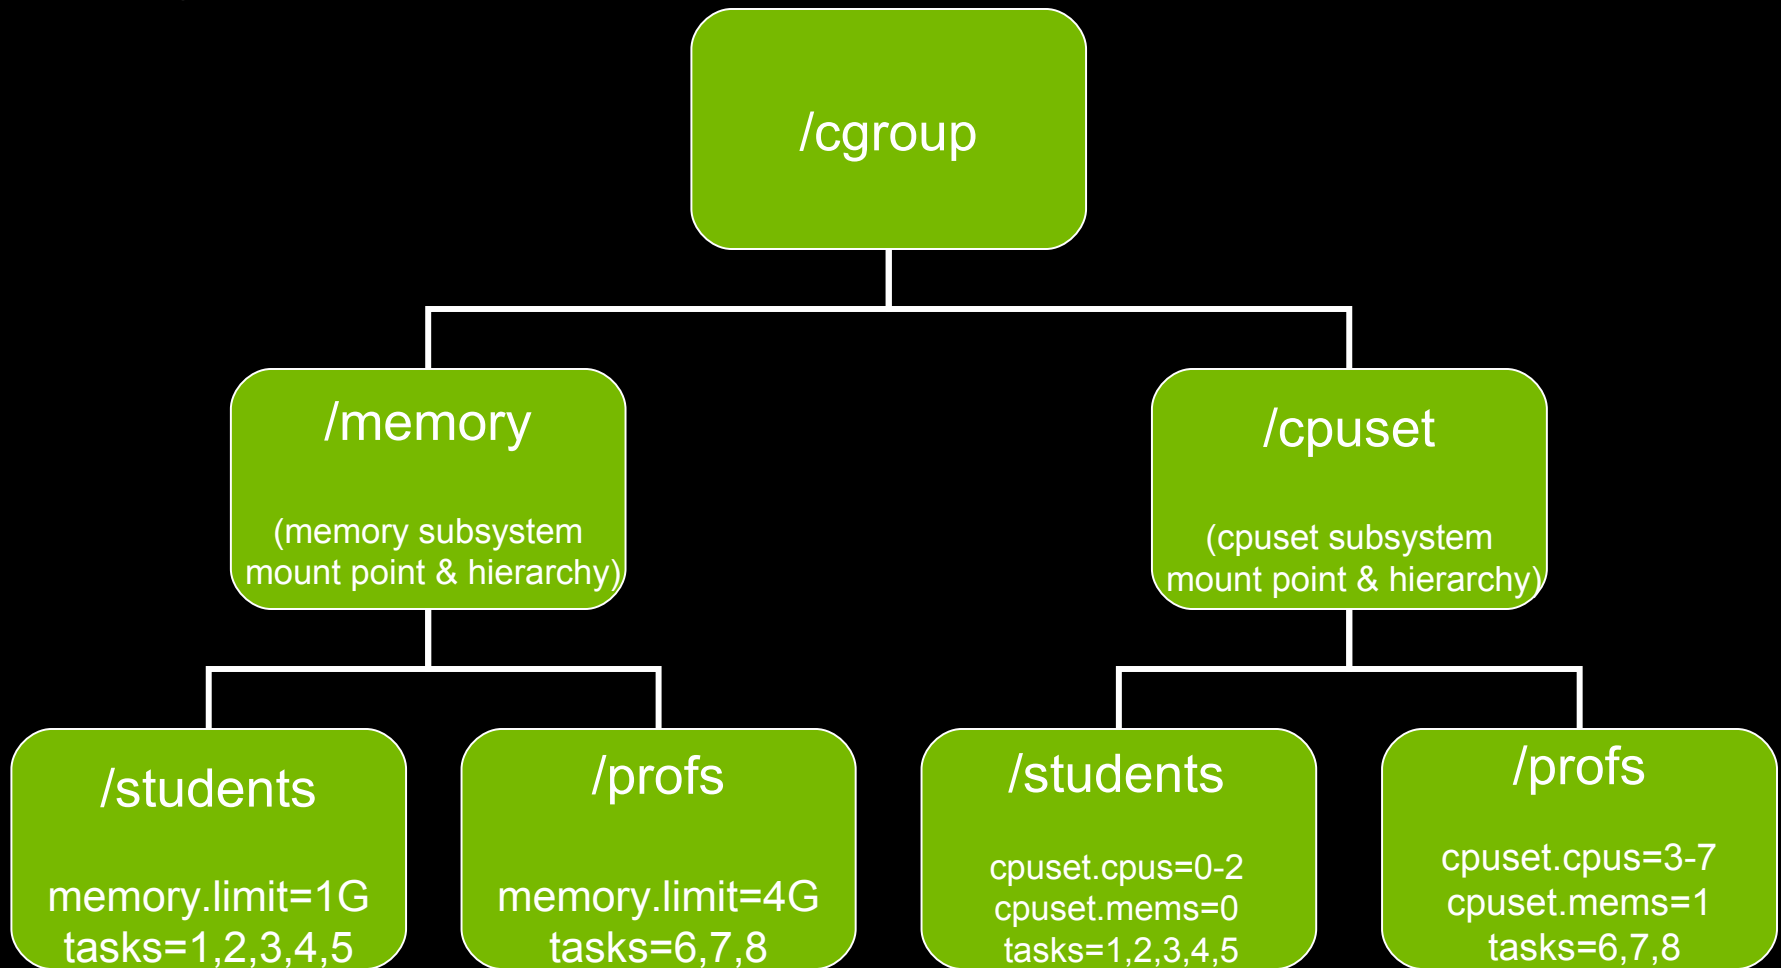 /cgroup
/memory
(memory subsystem
mount point & hierarchy)
/cpuset
(cpuset subsystem
mount point & hierarchy)
/students
memory.limit=1G
tasks=1,2,3,4,5
/profs
memory.limit=4G
tasks=6,7,8
/students
cpuset.cpus=0-2
cpuset.mems=0
tasks=1,2,3,4,5
/profs
cpuset.cpus=3-7
cpuset.mems=1
tasks=6,7,8